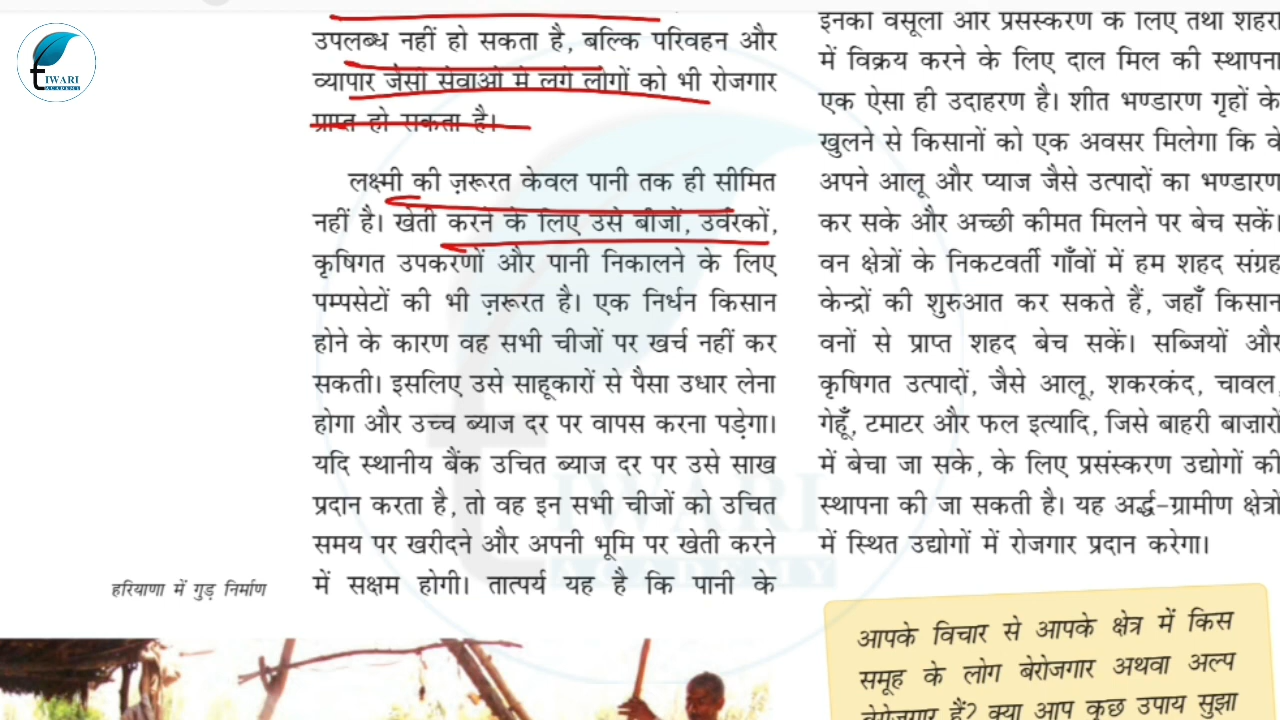 TIWARI
ACADEMY
उपलब्ध नहीं हो सकता है, बल्कि परिवहन और
व्यापार जैसी सेवाओं में लगे लोगों को भी रोजगार
प्राप्त हो सकता है।
लक्ष्मी की ज़रूरत केवल पानी तक ही सीमित
नहीं है। खेती करने के लिए उसे बीजों, उर्वरकों,
कृषिगत उपकरणों और पानी निकालने के लिए
पम्पसेटों की भी ज़रूरत है। एक निर्धन किसान
होने के कारण वह सभी चीजों पर खर्च नहीं कर
सकती। इसलिए उसे साहूकारों से पैसा उधार लेना
होगा और उच्च ब्याज दर पर वापस करना पड़ेगा।
यदि स्थानीय बैंक उचित ब्याज दर पर उसे साख
प्रदान करता है, तो वह इन सभी चीजों को उचित
समय पर खरीदने और अपनी भूमि पर खेती करने
में सक्षम होगी। तात्पर्य यह है कि पानी के
हरियाणा में गुड़ निर्माण
इनकी वसूली और प्रसंस्करण के लिए तथा शहरों
में विक्रय करने के लिए दाल मिल की स्थापना
एक ऐसा ही उदाहरण है। शीत भण्डारण गृहों के
खुलने से किसानों को एक अवसर मिलेगा कि वे
अपने आलू और प्याज जैसे उत्पादों का भण्डारण
कर सके और अच्छी कीमत मिलने पर बेच सकें।
वन क्षेत्रों के निकटवर्ती गाँवों में हम शहद संग्रह
केन्द्रों की शुरुआत कर सकते हैं, जहाँ किसान
वनों से प्राप्त शहद बेच सकें। सब्जियों और
कृषिगत उत्पादों, जैसे आलू, शकरकंद, चावल,
गेहूँ, टमाटर और फल इत्यादि, जिसे बाहरी बाज़ारों
में बेचा जा सके, के लिए प्रसंस्करण उद्योगों की
स्थापना की जा सकती है। यह अर्द्ध-ग्रामीण क्षेत्रों
में स्थित उद्योगों में रोजगार प्रदान करेगा।
आपके विचार से आपके क्षेत्र में किस
समूह के लोग बेरोजगार अथवा अल्प
बेरोजगार हैं? क्या आप कुछ उपाय सुझा
TIWARI
ACADEMY